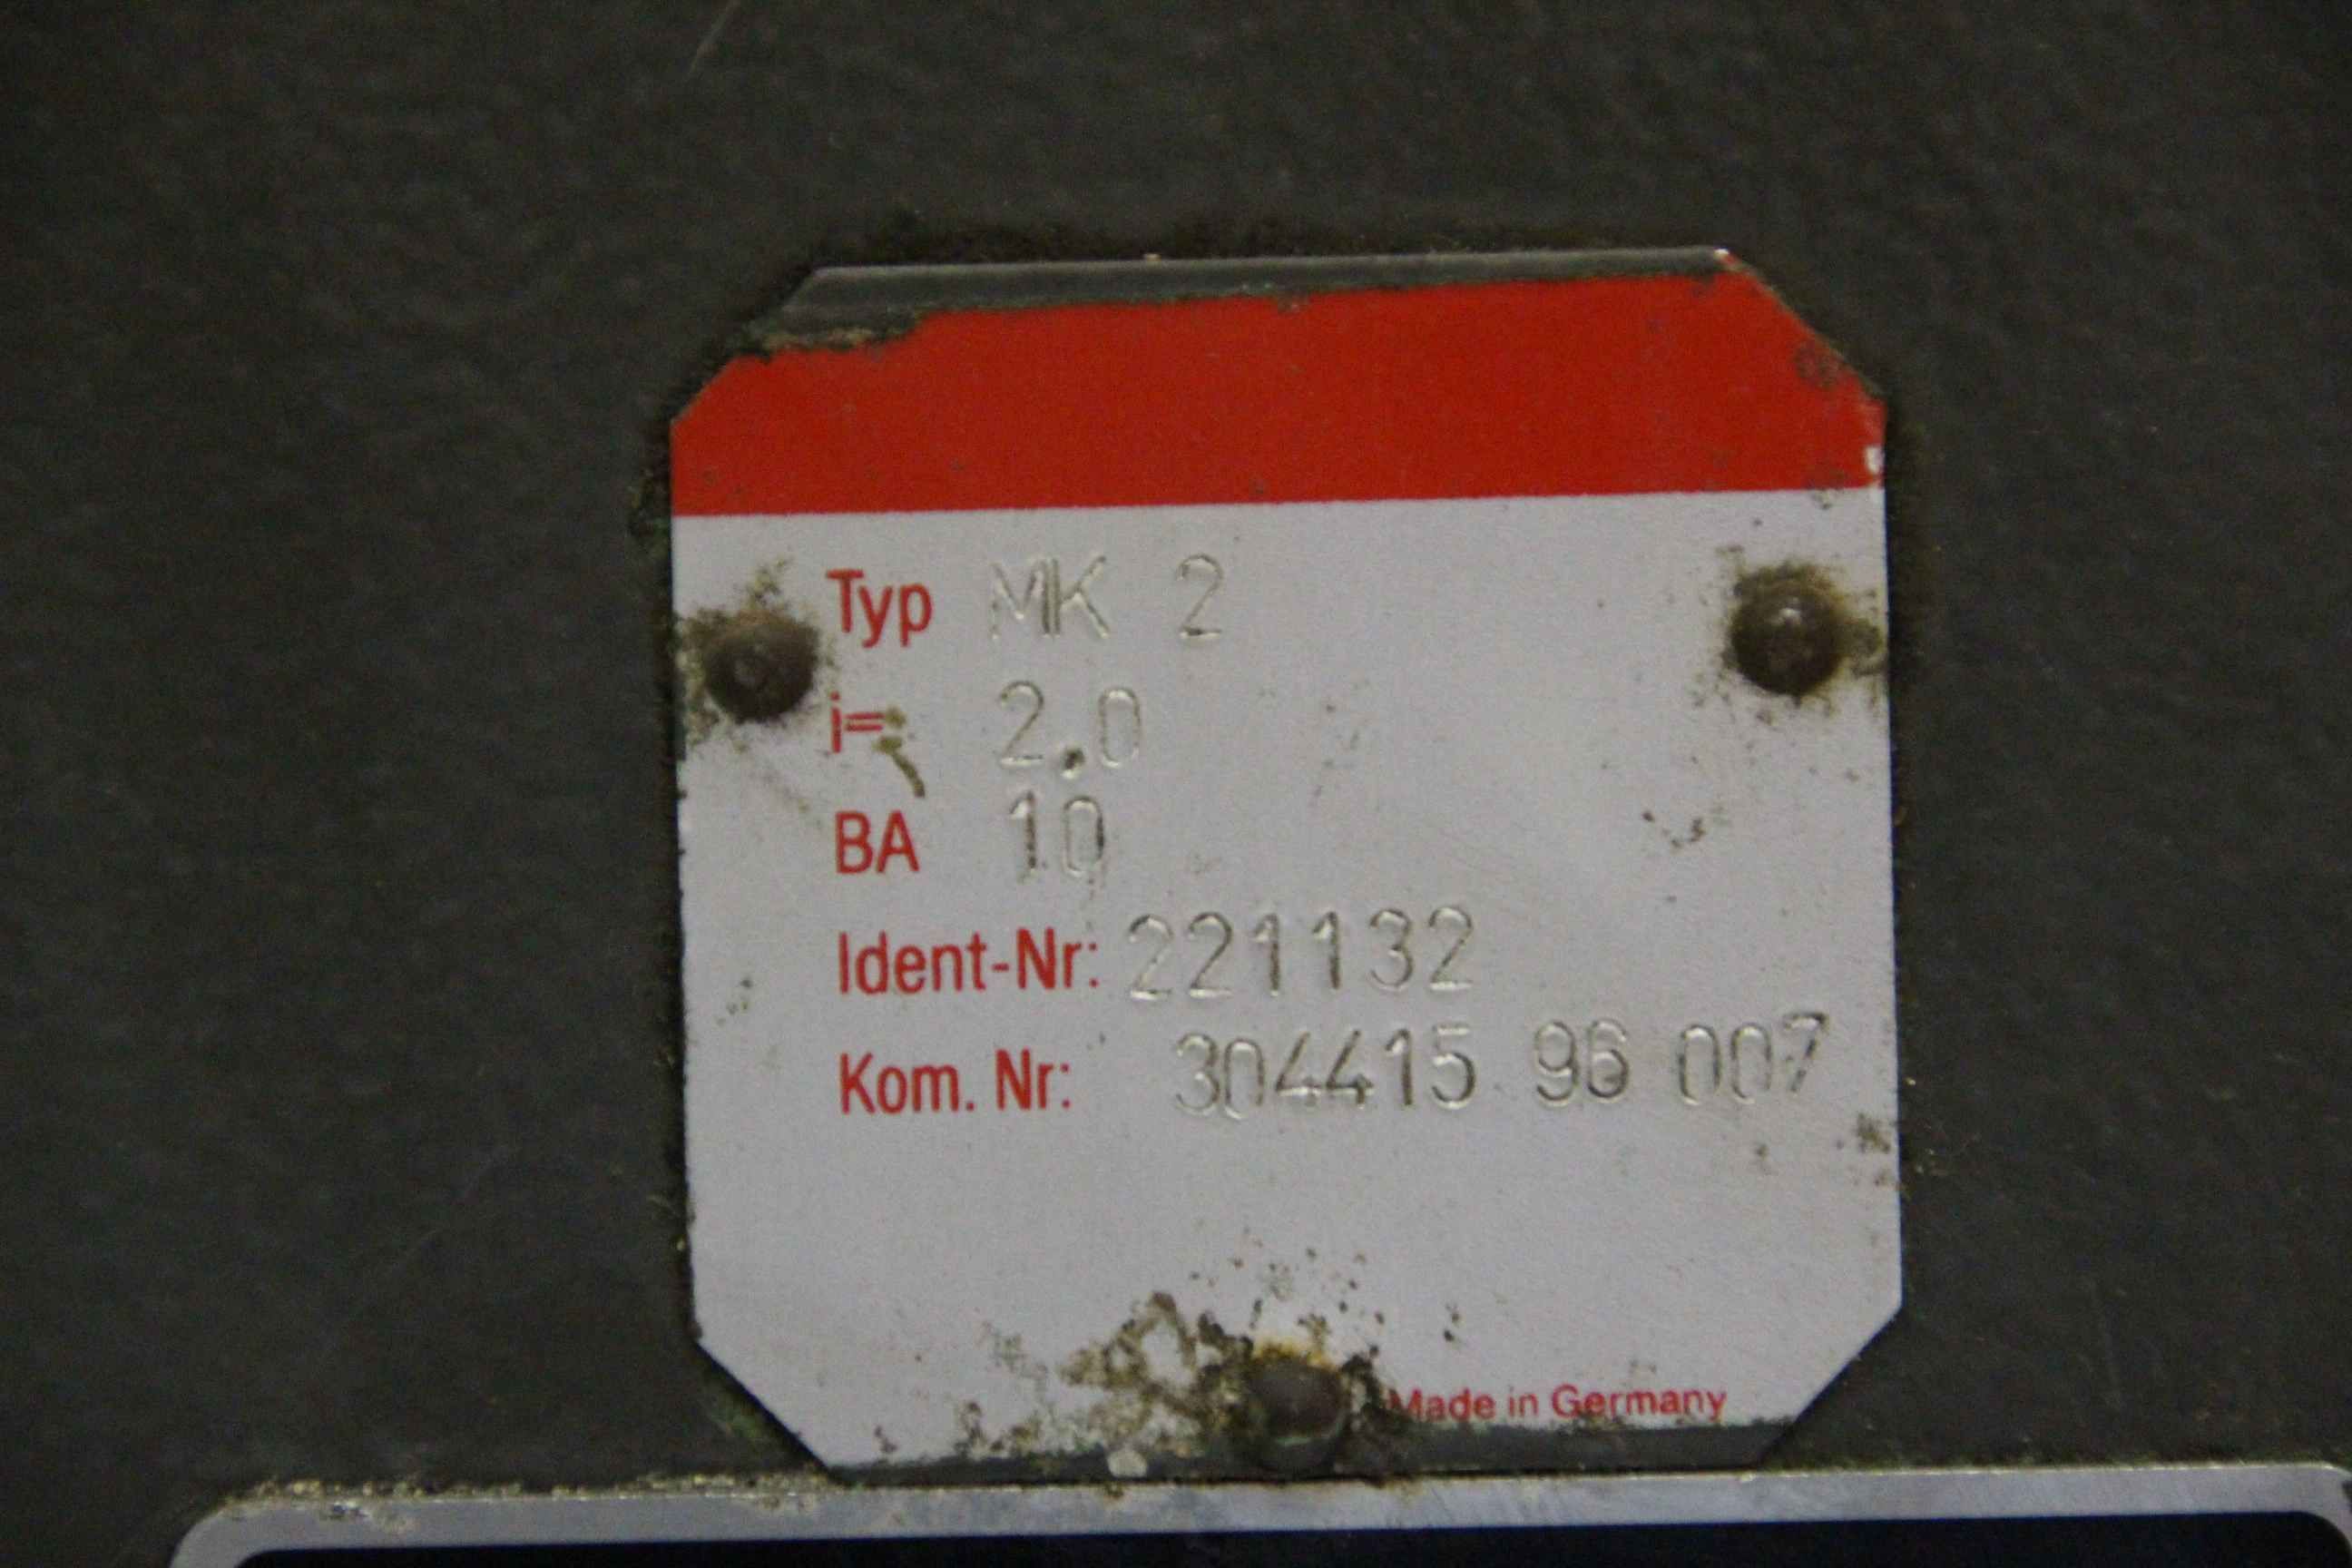 Typ MK 2
i= 2.0
BA 10
Ident-Nr: 221132
Kom. Nr: 304415 96 007
Made in Germany